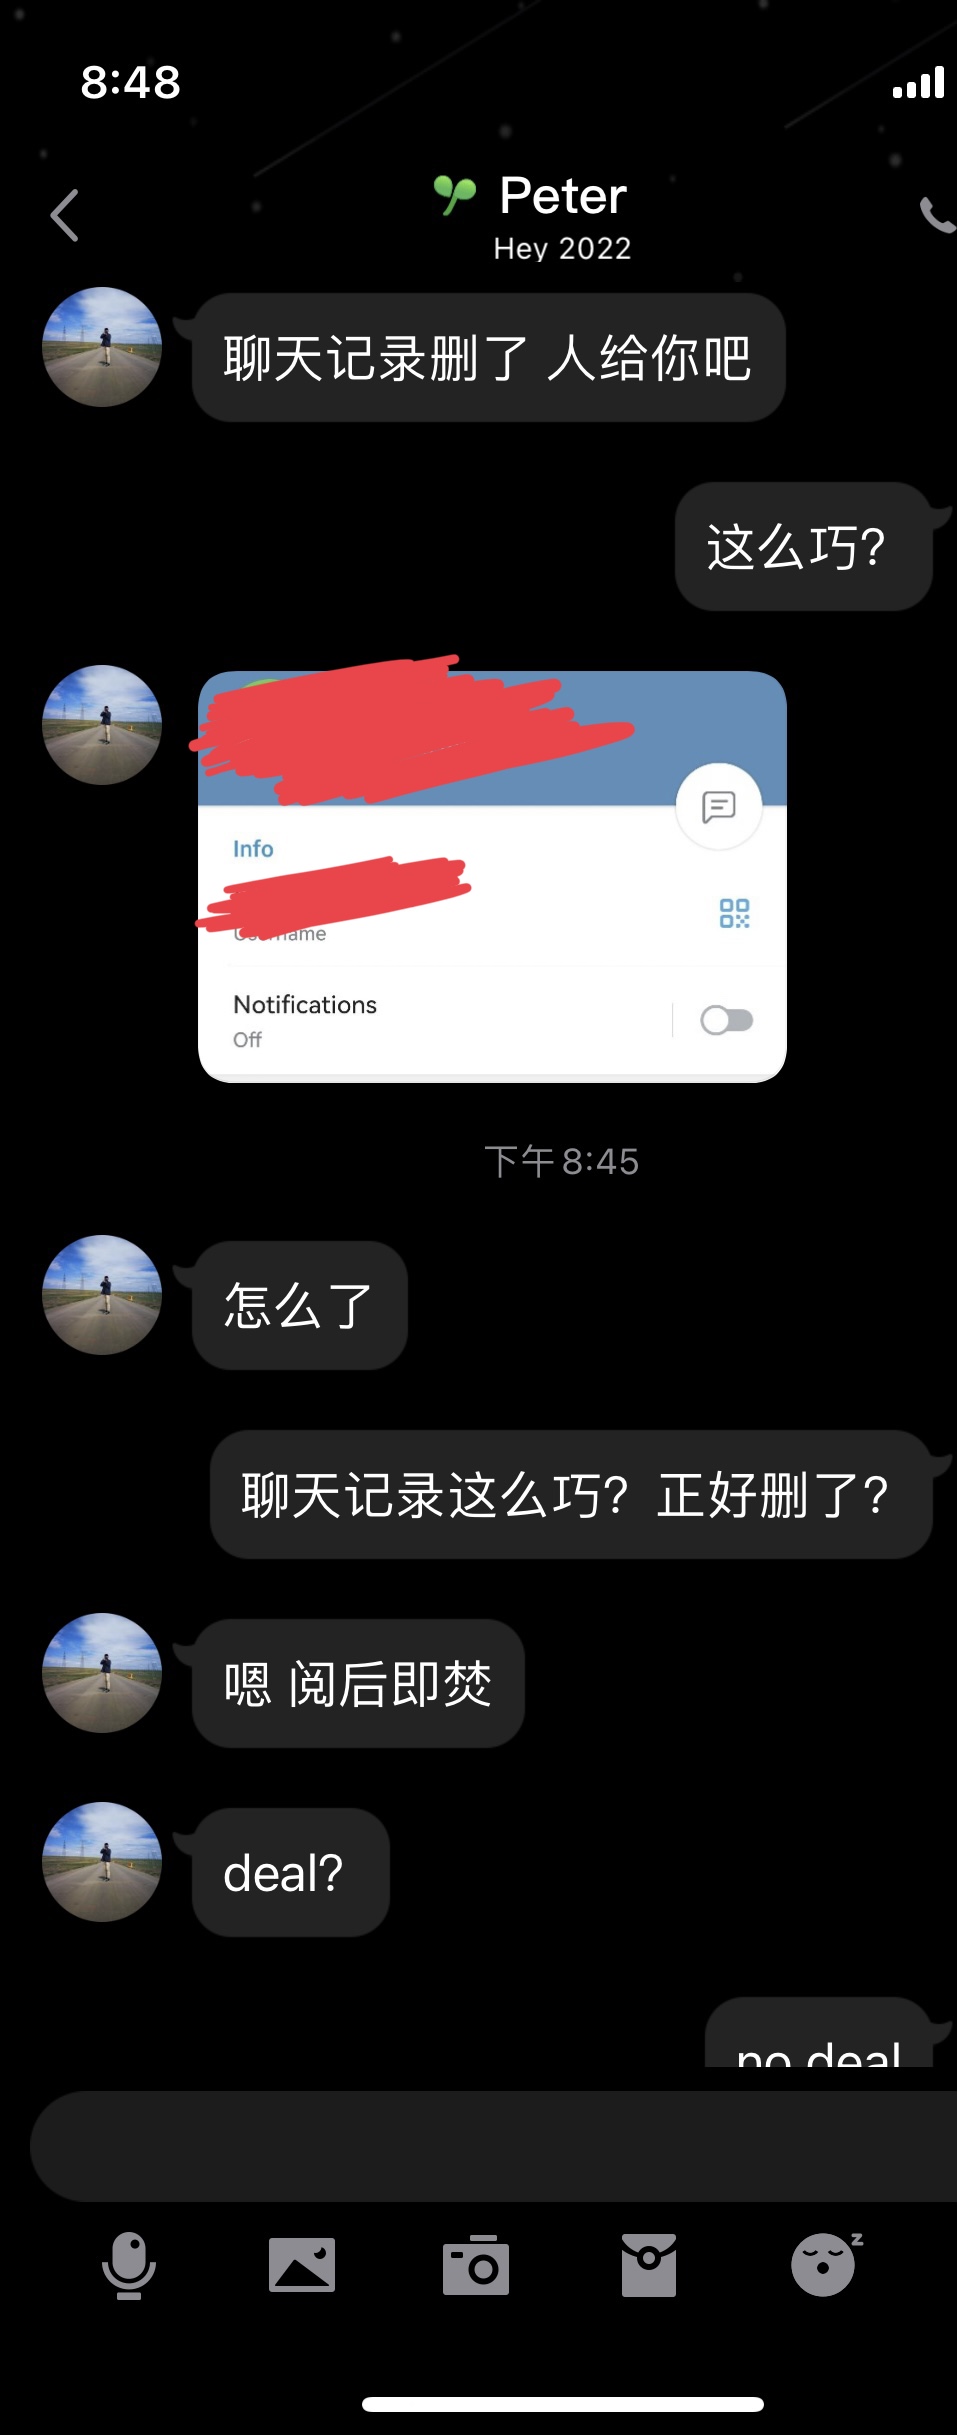 8:48
Peter
Hey 2022
聊天记录删了 人给你吧
这么巧?
Info
Notifications
Off
下午8:45
怎么了
聊天记录这么巧? 正好删了?
嗯 阅后即焚
deal?
no deal